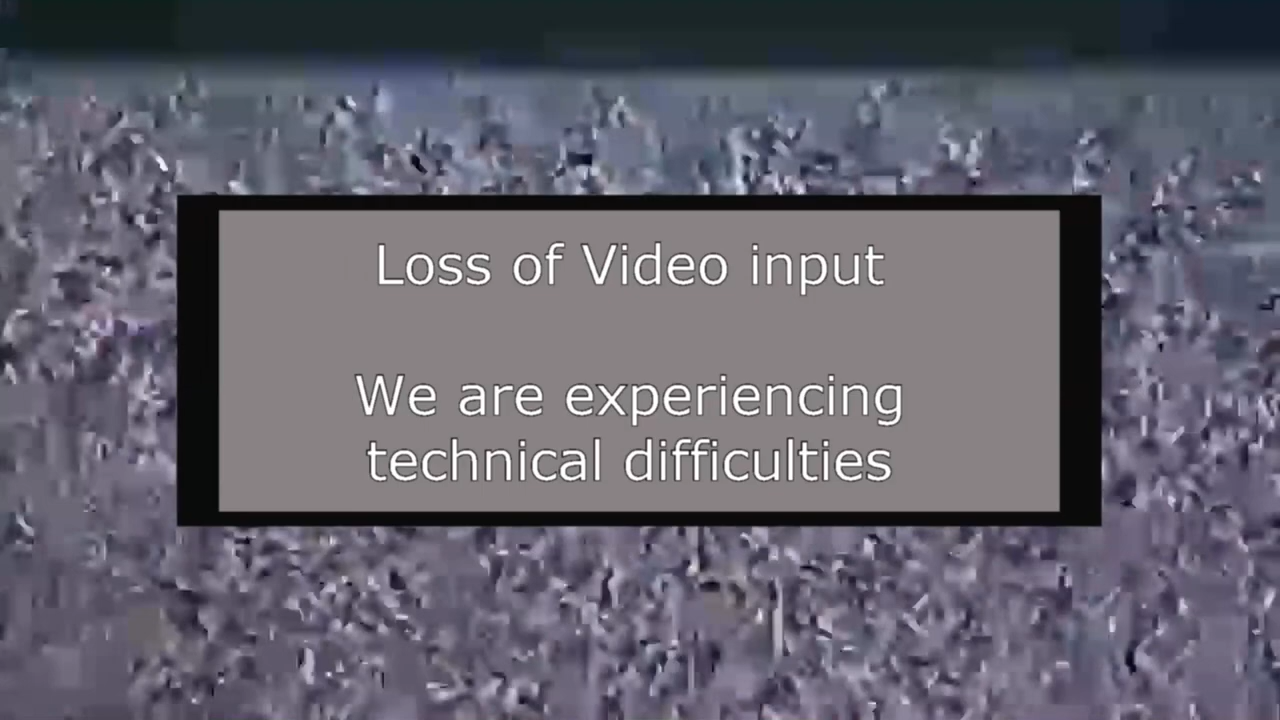 Loss of Video input
We are experiencing
technical difficulties